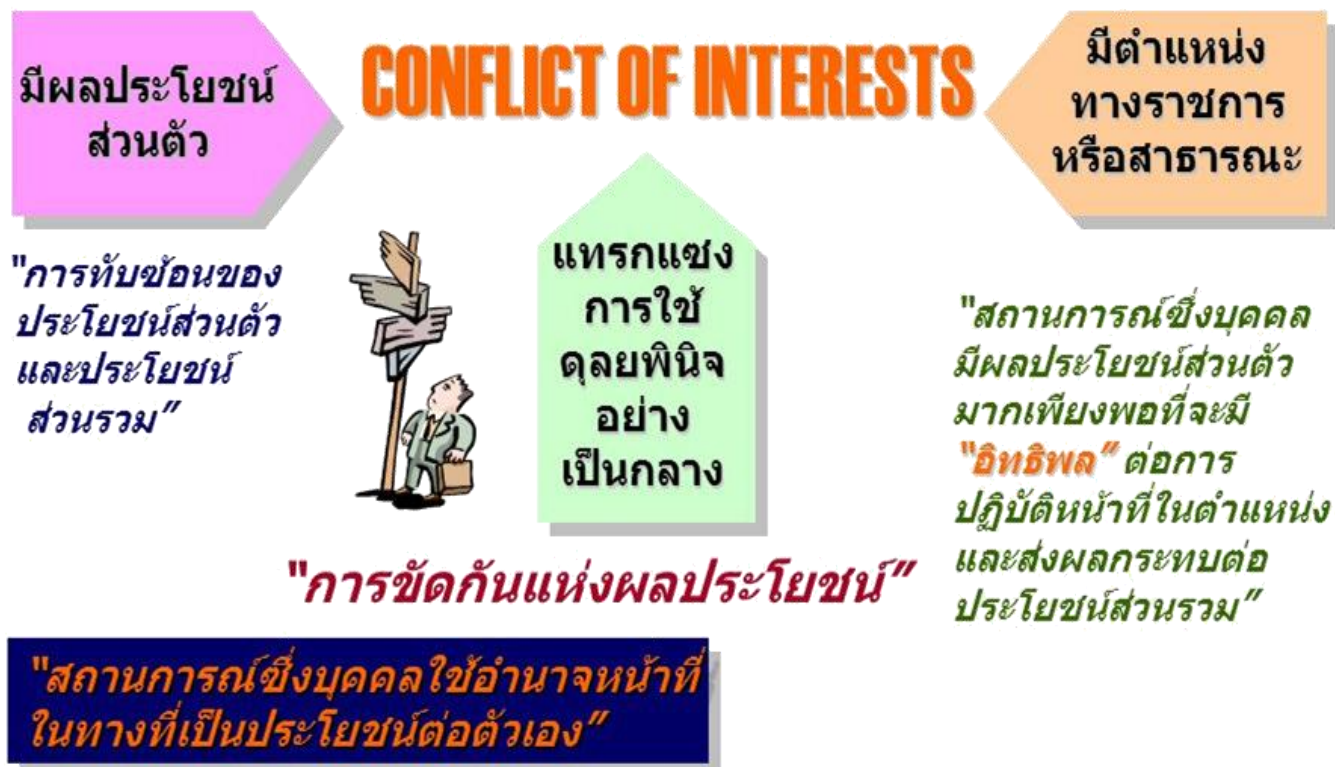 มีผลประโยชน์
ส่วนตัว
CONFLICT OF INTERESTS
มีตำแหน่ง
ทางราชการ
หรือสาธารณะ
"การทับซ้อนของ
ประโยชน์ส่วนตัว
และประโยชน์
ส่วนรวม"
แทรกแซง
การใช้
ดุลยพินิจ
อย่าง
เป็นกลาง
"สถานการณ์ซึ่งบุคคล
มีผลประโยชน์ส่วนตัว
มากเพียงพอที่จะมี
"อิทธิพล" ต่อการ
ปฏิบัติหน้าที่ในตำแหน่ง
และส่งผลกระทบต่อ
ประโยชน์ส่วนรวม"
"การขัดกันแห่งผลประโยชน์"
"สถานการณ์ซึ่งบุคคลใช้อำนาจหน้าที่
ในทางที่เป็นประโยชน์ต่อตัวเอง"